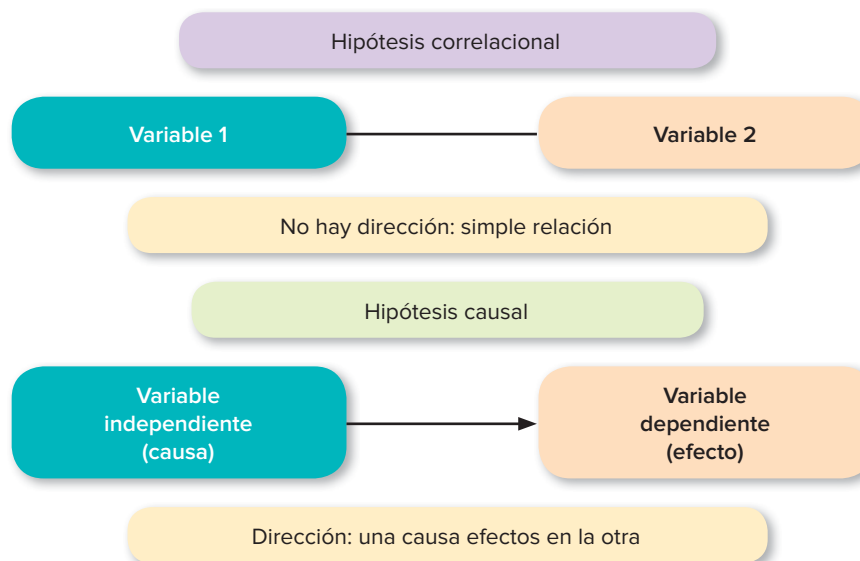 Hipótesis correlacional
Variable 1
Variable 2
No hay dirección: simple relación
Hipótesis causal
Variable
independiente
(causa)
Variable
dependiente
(efecto)
Dirección: una causa efectos en la otra